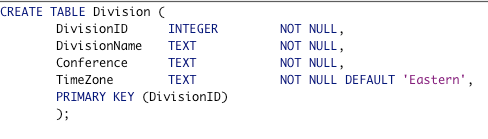 CREATE TABLE Division (
DivisionID INTEGER NOT NULL,
DivisionName TEXT NOT NULL,
Conference TEXT NOT NULL,
TimeZone TEXT NOT NULL DEFAULT 'Eastern',
PRIMARY KEY (DivisionID)
);